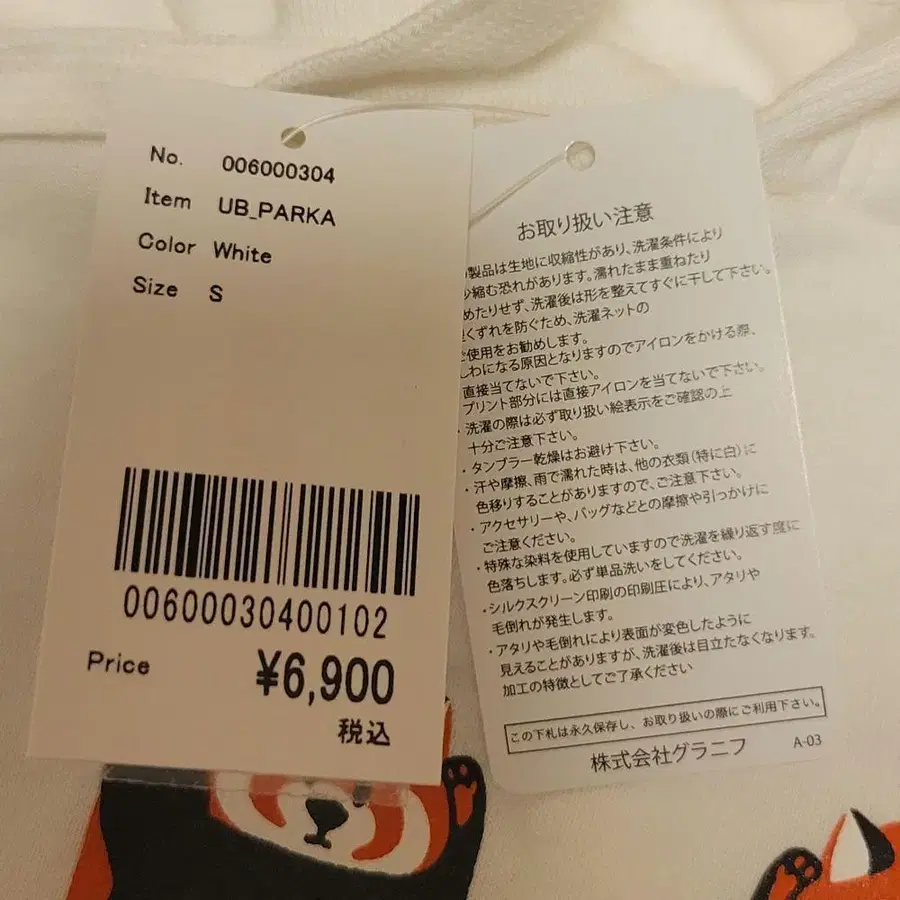 No. 006000304
Item UB_PARKA
Color White
Size S
00600030400102
Price ¥6,900
税込
お取り扱い注意
製品は生地に収縮性があり、洗濯条件により
縮む恐れがあります。濡れたまま重ねたり
めたりせず、洗濯後は形を整えてすぐに干して下さい。
くずれを防ぐため、洗濯ネットの
ご使用をお勧めします。
しわになる原因となりますのでアイロンをかける際、
直接当てないで下さい。
プリント部分には直接アイロンを当てないで下さい。
・洗濯の際は必ず取り扱い絵表示をご確認の上
十分ご注意下さい。
・タンブラー乾燥はお避け下さい。
・汗や摩擦、雨で濡れた時は、他の衣類(特に白)に
色移りすることがありますので、ご注意下さい。
・アクセサリーや、バッグなどとの摩擦や引っかけに
ご注意ください。
・特殊な染料を使用していますので洗濯を繰り返す度に
色落ちします。必ず単品洗いをしてください。
・シルクスクリーン印刷の印刷圧により、アタリや
毛倒れが発生します。
・アタリや毛倒れにより表面が変色したように
見えることがありますが、洗濯後は目立たなくなります。
加工の特徴としてご了承ください
この下札は永久保存し、お取り扱いの際にご利用下さい。
株式会社グラニフ A-03